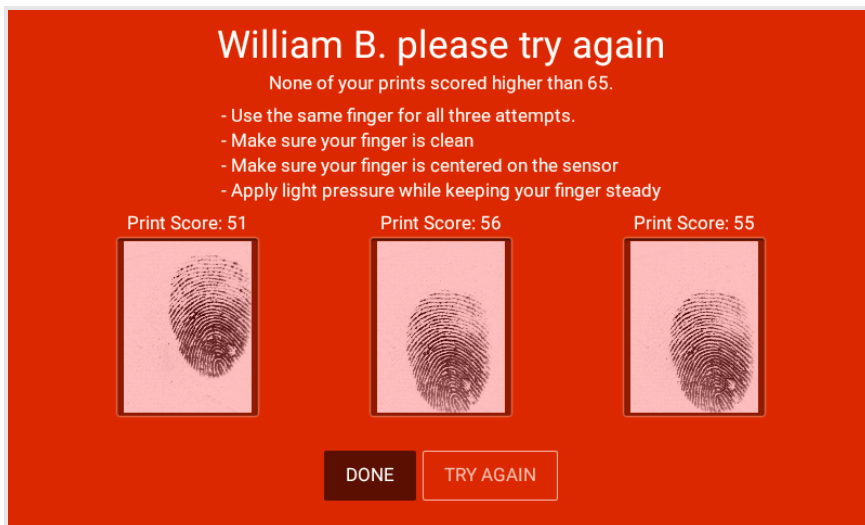 William B. please try again
None of your prints scored higher than 65.
- Use the same finger for all three attempts.
- Make sure your finger is clean
- Make sure your finger is centered on the sensor
- Apply light pressure while keeping your finger steady
Print Score: 51
Print Score: 56
Print Score: 55
DONE
TRY AGAIN